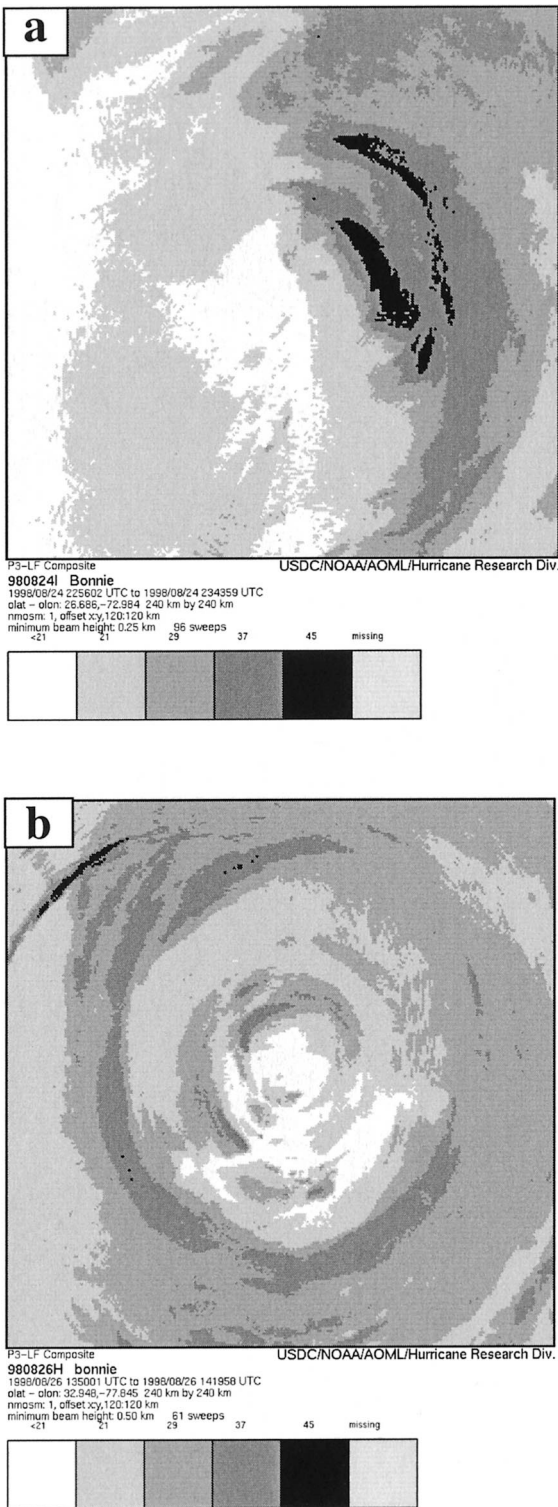 a
P3-LF Composite USDC/NOAA/AOML/Hurricane Research Div.
980824I Bonnie
1998/08/24 225602 UTC to 1998/08/24 234359 UTC
olat - olon: 26.686,-72.984 240 km by 240 km
nmosm: 1, offset x:y,120:120 km
minimum beam height: 0.25 km 96 sweeps
<21 21 29 37 45 missing
b
P3-LF Composite USDC/NOAA/AOML/Hurricane Research Div.
980826H bonnie
1998/08/26 135001 UTC to 1998/08/26 141958 UTC
olat - olon: 32.948,-77.845 240 km by 240 km
nmosm: 1, offset x:y,120:120 km
minimum beam height: 0.50 km 61 sweeps
<21 21 29 37 45 missing